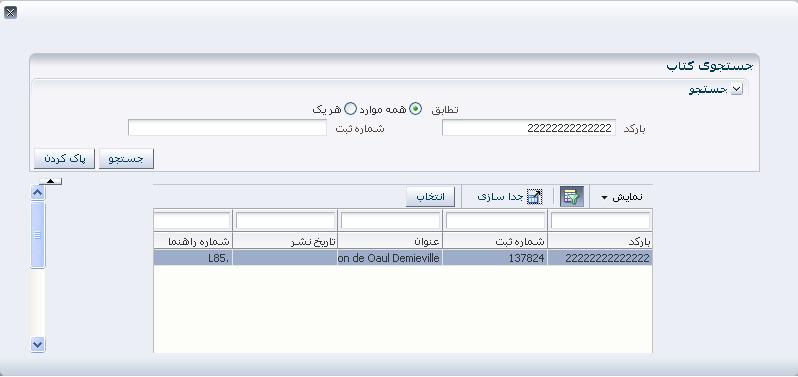 جستجوی کتاب
جستجو
تطابق همه موارد هر یک
بارکد 22222222222222 شماره ثبت
جستجو پاک کردن
نمایش جدا سازی انتخاب
بارکد شماره ثبت عنوان تاریخ نشر شماره راهنما
22222222222222 137824 on de Oaul Demieville .L85